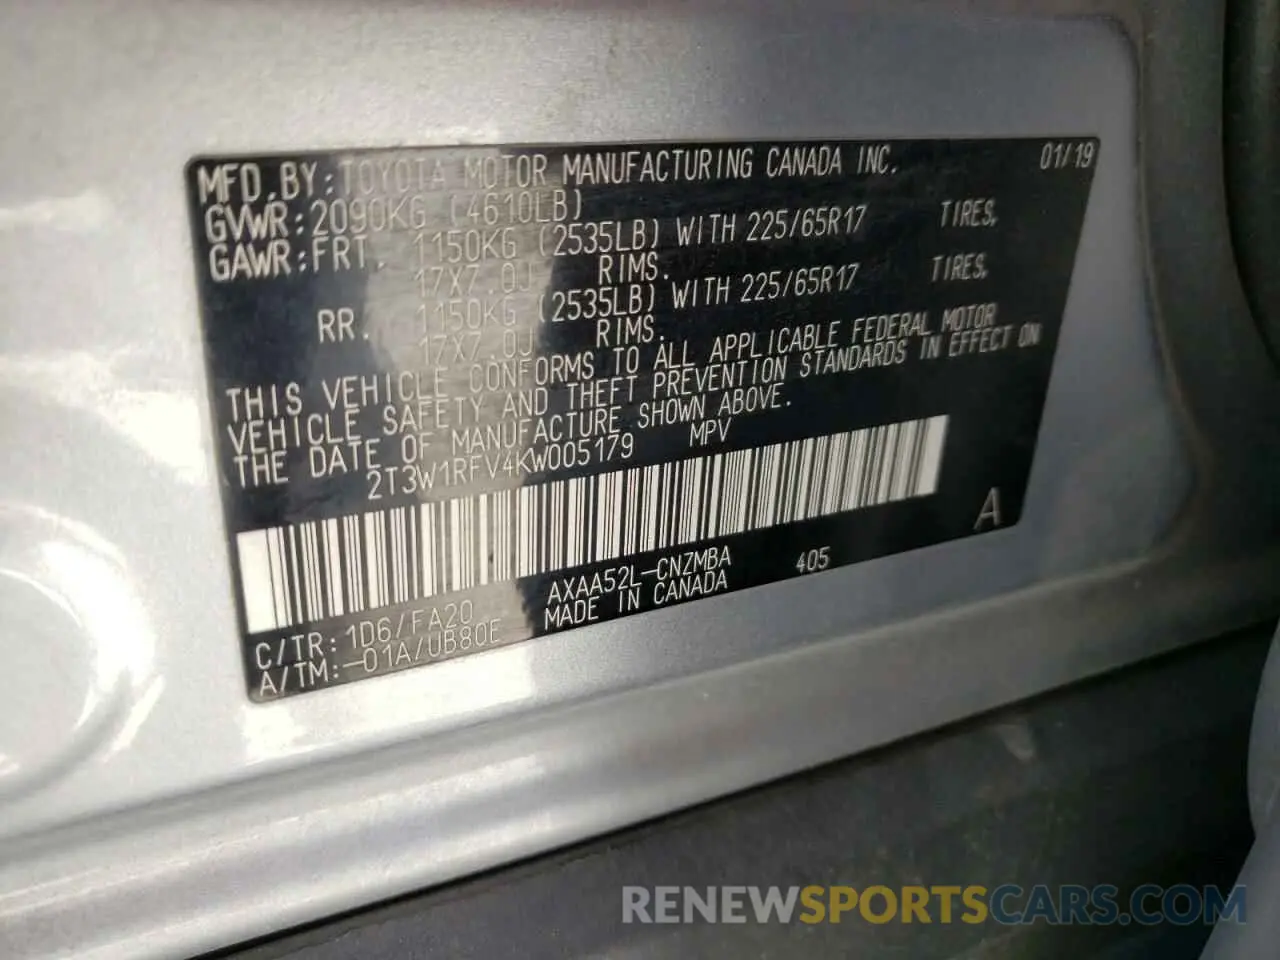 MFD.BY:TOYOTA MOTOR MANUFACTURING CANADA INC. 01/19
GVWR:2090KG (4610LB)
GAWR:FRT. 1150KG (2535LB) WITH 225/65R17 TIRES,
17X7.0J RIMS.
RR. 1150KG (2535LB) WITH 225/65R17 TIRES,
17X7.0J RIMS.
THIS VEHICLE CONFORMS TO ALL APPLICABLE FEDERAL MOTOR
VEHICLE SAFETY AND THEFT PREVENTION STANDARDS IN EFFECT ON
THE DATE OF MANUFACTURE SHOWN ABOVE.
2T3W1RFV4KW005179 MPV
A
AXAA52L-CNZMBA 405
C/TR:1D6/FA20 MADE IN CANADA
A/TM:-01A/UB80E
RENEWSPORTSCARS.COM